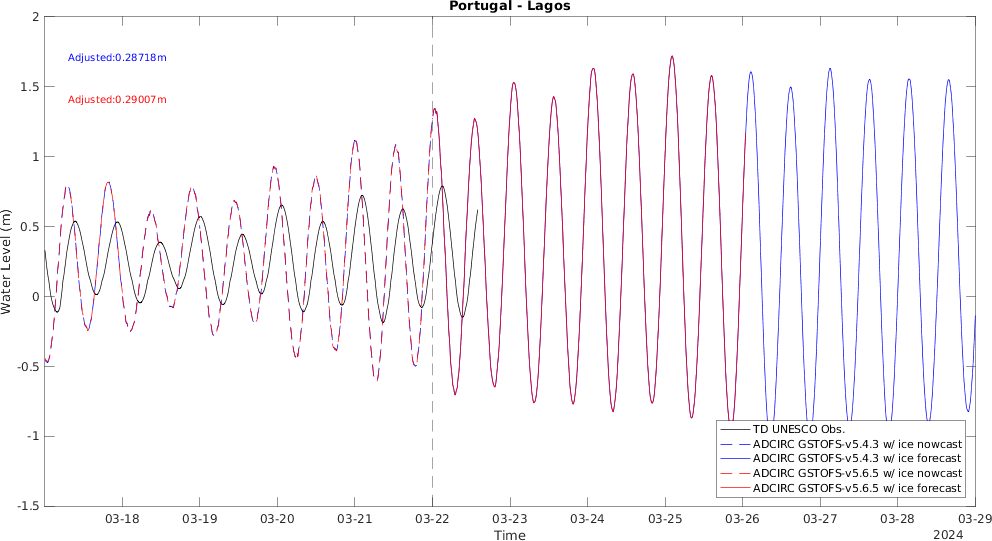 Portugal - Lagos
Adjusted:0.28718m
Adjusted:0.29007m
Water Level (m)
2
1.5
1
0.5
0
-0.5
-1
-1.5
TD UNESCO Obs.
ADCIRC GSTOFS-v5.4.3 w/ ice nowcast
ADCIRC GSTOFS-v5.4.3 w/ ice forecast
ADCIRC GSTOFS-v5.6.5 w/ ice nowcast
ADCIRC GSTOFS-v5.6.5 w/ ice forecast
03-18 03-19 03-20 03-21 03-22 03-23 03-24 03-25 03-26 03-27 03-28 03-29
Time
2024